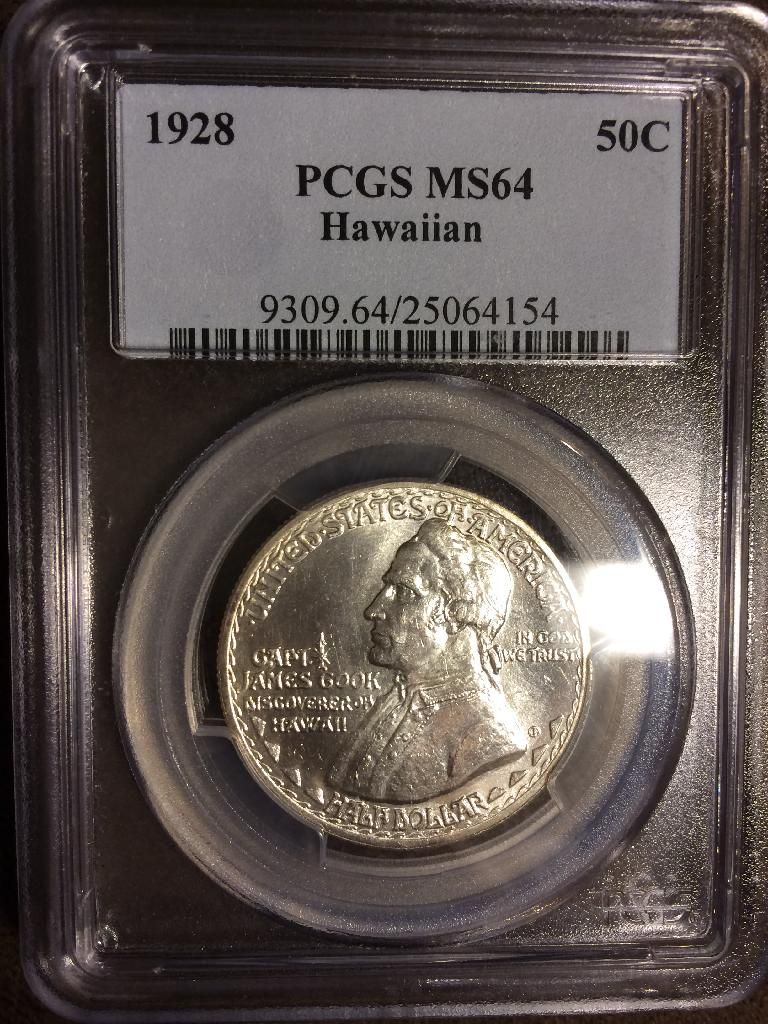 1928
50C
PCGS MS64
Hawaiian
9309.64/25064154
UNITED·STATES·OF·AMERICA
CAPT.
JAMES COOK
DISCOVERER·OF
HAWAII
IN GOD
WE TRUST
HALF DOLLAR